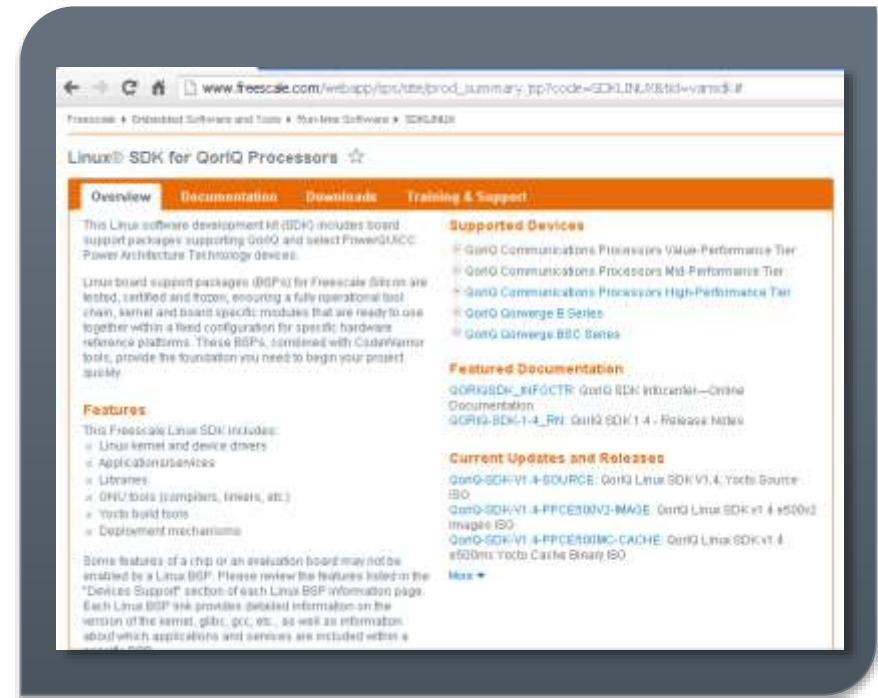 www.freescale.com/webapp/sps/site/prod_summary.jsp?code=SDKLINUX&tid=vamsdk#
Freescale ▸ Embedded Software and Tools ▸ Run-time Software ▸ SDKLINUX
Linux® SDK for QorIQ Processors ☆
Overview Documentation Downloads Training & Support
This Linux software development kit (SDK) includes board
support packages supporting QorIQ and select PowerQUICC
Power Architecture Technology devices.
Linux board support packages (BSPs) for Freescale Silicon are
tested, certified and frozen, ensuring a fully operational tool
chain, kernel and board specific modules that are ready to use
together within a fixed configuration for specific hardware
reference platforms. These BSPs, combined with CodeWarrior
tools, provide the foundation you need to begin your project
quickly.
Features
This Freescale Linux SDK includes:
Linux kernel and device drivers
Applications/services
Libraries
GNU tools (compilers, linkers, etc.)
Yocto build tools
Deployment mechanisms
Some features of a chip or an evaluation board may not be
enabled by a Linux BSP. Please review the features listed in the
"Devices Support" section of each Linux BSP information page.
Each Linux BSP link provides detailed information on the
version of the kernel, glibc, gcc, etc., as well as information
about which applications and services are included within a
Supported Devices
QorIQ Communications Processors Value-Performance Tier
QorIQ Communications Processors Mid-Performance Tier
QorIQ Communications Processors High-Performance Tier
QorIQ Qonverge B Series
QorIQ Qonverge BSC Series
Featured Documentation
QORIQSDK_INFOCTR: QorIQ SDK Infocenter—Online
Documentation
QORIQ-SDK-1-4_RN: QorIQ SDK 1.4 - Release Notes
Current Updates and Releases
QorIQ-SDK-V1.4-SOURCE: QorIQ Linux SDK V1.4, Yocto Source
ISO
QorIQ-SDK-V1.4-PPCE500V2-IMAGE: QorIQ Linux SDK v1.4 e500v2
Images ISO
QorIQ-SDK-V1.4-PPCE500MC-CACHE: QorIQ Linux SDK v1.4
e500mc Yocto Cache Binary ISO
More